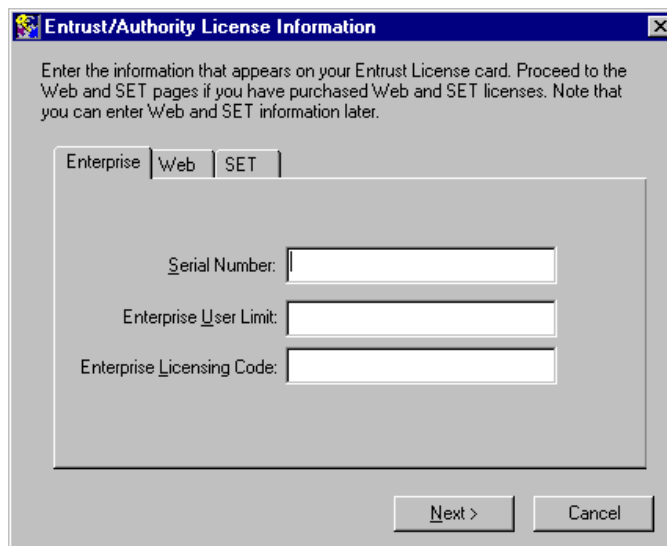 Entrust/Authority License Information
Enter the information that appears on your Entrust License card. Proceed to the
Web and SET pages if you have purchased Web and SET licenses. Note that
you can enter Web and SET information later.
Enterprise Web SET
Serial Number:
Enterprise User Limit:
Enterprise Licensing Code:
Next > Cancel